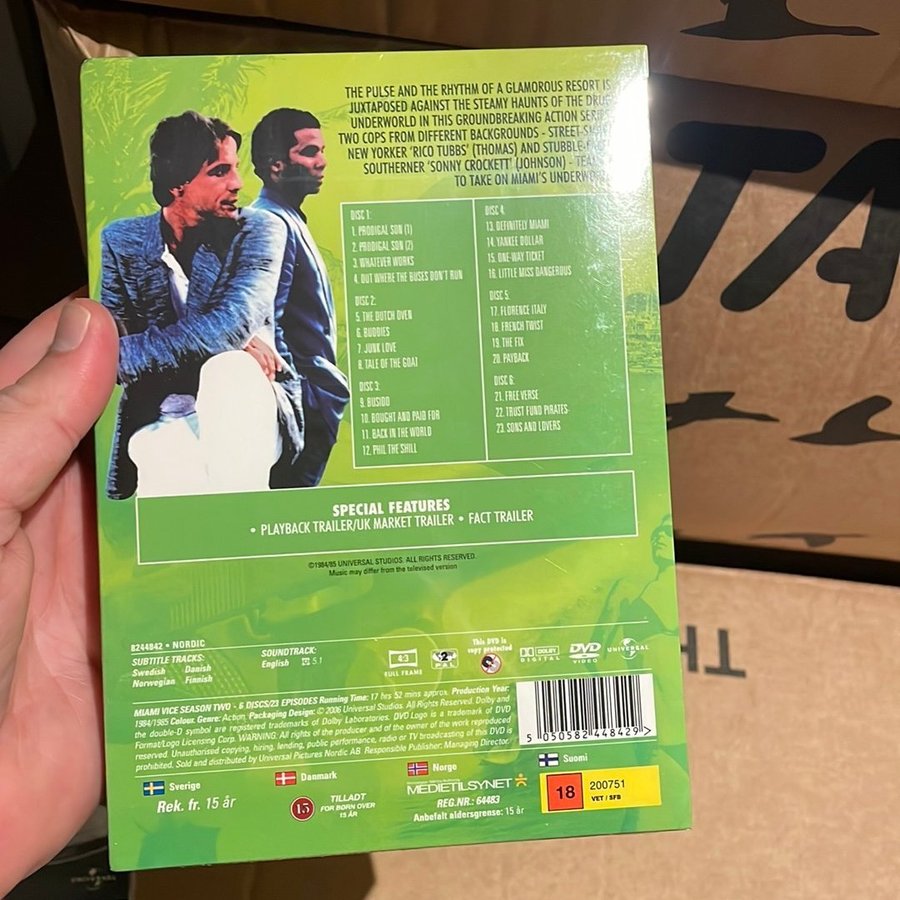 THE PULSE AND THE RHYTHM OF A GLAMOROUS RESORT IS
JUXTAPOSED AGAINST THE STEAMY HAUNTS OF THE DRUG
UNDERWORLD IN THIS GROUNDBREAKING ACTION
TWO COPS FROM DIFFERENT BACKGROUNDS -
NEW YORKER 'RICO TUBBS' (THOMAS) AND
SOUTHERNER 'SONNY CROCKETT' (JOHNSON) -
TO TAKE ON MIAMI'S
DISC 1:
1. PRODIGAL SON (1)
2. PRODIGAL SON (2)
3. WHATEVER WORKS
4. OUT WHERE THE BUSES DON'T RUN
DISC 2:
5. THE DUTCH OVEN
6. BUDDIES
7. JUNK LOVE
8. TALE OF THE GOAT
DISC 3:
9. BUSIDO
10. BOUGHT AND PAID FOR
11. BACK IN THE WORLD
12. PHIL THE SHILL
DISC 4:
13. DEFINITELY MIAMI
14. YANKEE DOLLAR
15. ONE-WAY TICKET
16. LITTLE MISS DANGEROUS
DISC 5:
17. FLORENCE ITALY
18. FRENCH TWIST
19. THE FIX
20. PAYBACK
DISC 6:
21. FREE VERSE
22. TRUST FUND PIRATES
23. SONS AND LOVERS
SPECIAL FEATURES
• PLAYBACK TRAILER/UK MARKET TRAILER • FACT TRAILER
©1984/85 UNIVERSAL STUDIOS. ALL RIGHTS RESERVED.
Music may differ from the televised version
8244842 • NORDIC
SUBTITLE TRACKS:
Swedish Danish
Norwegian Finnish
SOUNDTRACK:
English 5.1
4:3
FULL FRAME
2
PAL
This DVD is
copy protected
DOLBY
DIGITAL
DVD
VIDEO
UNIVERSAL
MIAMI VICE SEASON TWO - 6 DISCS/23 EPISODES Running Time: 17 hrs 52 mins approx. Production Year:
1984/1985 Colour. Genre: Action. Packaging Design: © 2006 Universal Studios. All Rights Reserved. Dolby and
the double-D symbol are registered trademarks of Dolby Laboratories. DVD Logo is a trademark of DVD
Format/Logo Licensing Corp. WARNING: All rights of the producer and of the owner of the work reproduced
reserved. Unauthorised copying, hiring, lending, public performance, radio or TV broadcasting of this DVD is
prohibited. Sold and distributed by Universal Pictures Nordic AB. Responsible Publisher: Managing Director.
5 050582 448429 >
Sverige
Rek. fr. 15 år
Danmark
15
TILLADT
FOR BØRN OVER
15 ÅR
Norge
MEDIETILSYNET
REG.NR.: 64483
Anbefalt aldersgrense: 15 år
Suomi
18
200751
VET / SFB
TA
TH
UNIVERSAL